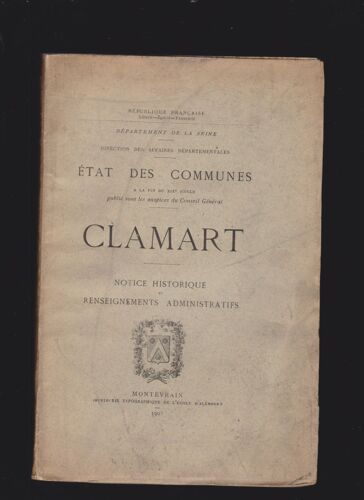 RÉPUBLIQUE FRANÇAISE
Liberté—Égalité—Fraternité
DÉPARTEMENT DE LA SEINE
DIRECTION DES AFFAIRES DÉPARTEMENTALES
ÉTAT DES COMMUNES
A LA FIN DU XIXe SIÈCLE
publié sous les auspices du Conseil Général
CLAMART
NOTICE HISTORIQUE
ET
RENSEIGNEMENTS ADMINISTRATIFS
MONTÉVRAIN
IMPRIMERIE TYPOGRAPHIQUE DE L'ÉCOLE D'ALEMBERT